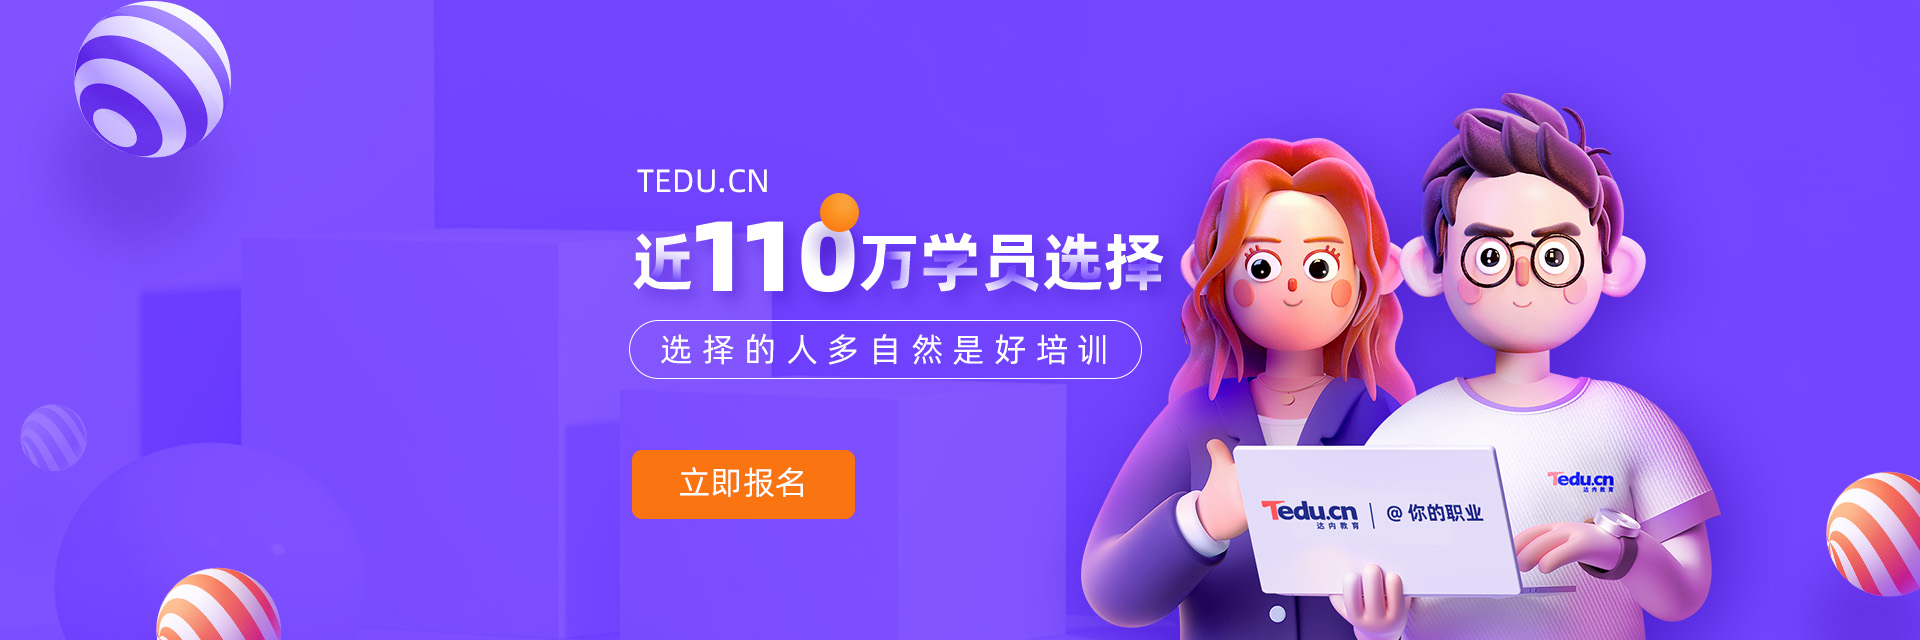 TEDU.CN
近110万学员选择
选择的人多自然是好培训
立即报名
Tedu.cn
达内教育
@你的职业
Tedu.cn
达内教育